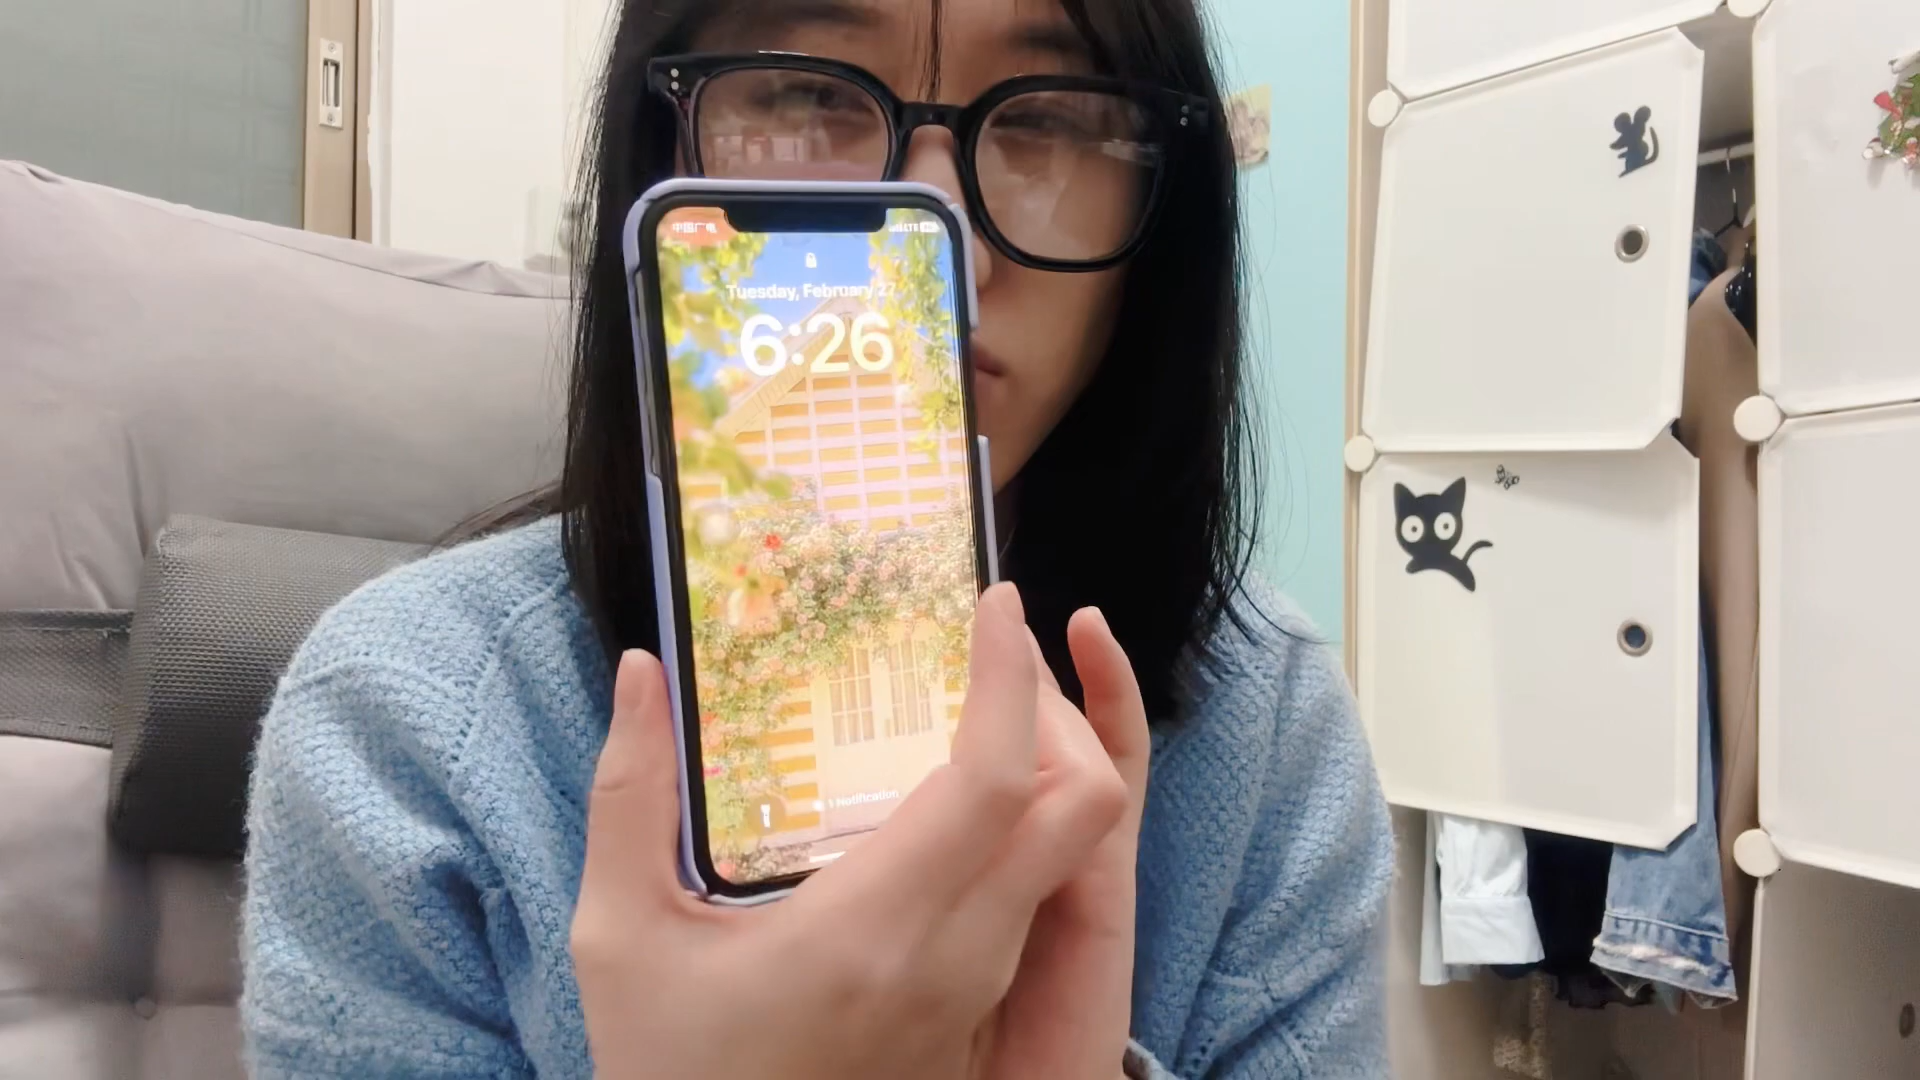 中国广电 LTE
Tuesday, February 27
6:26
1 Notification